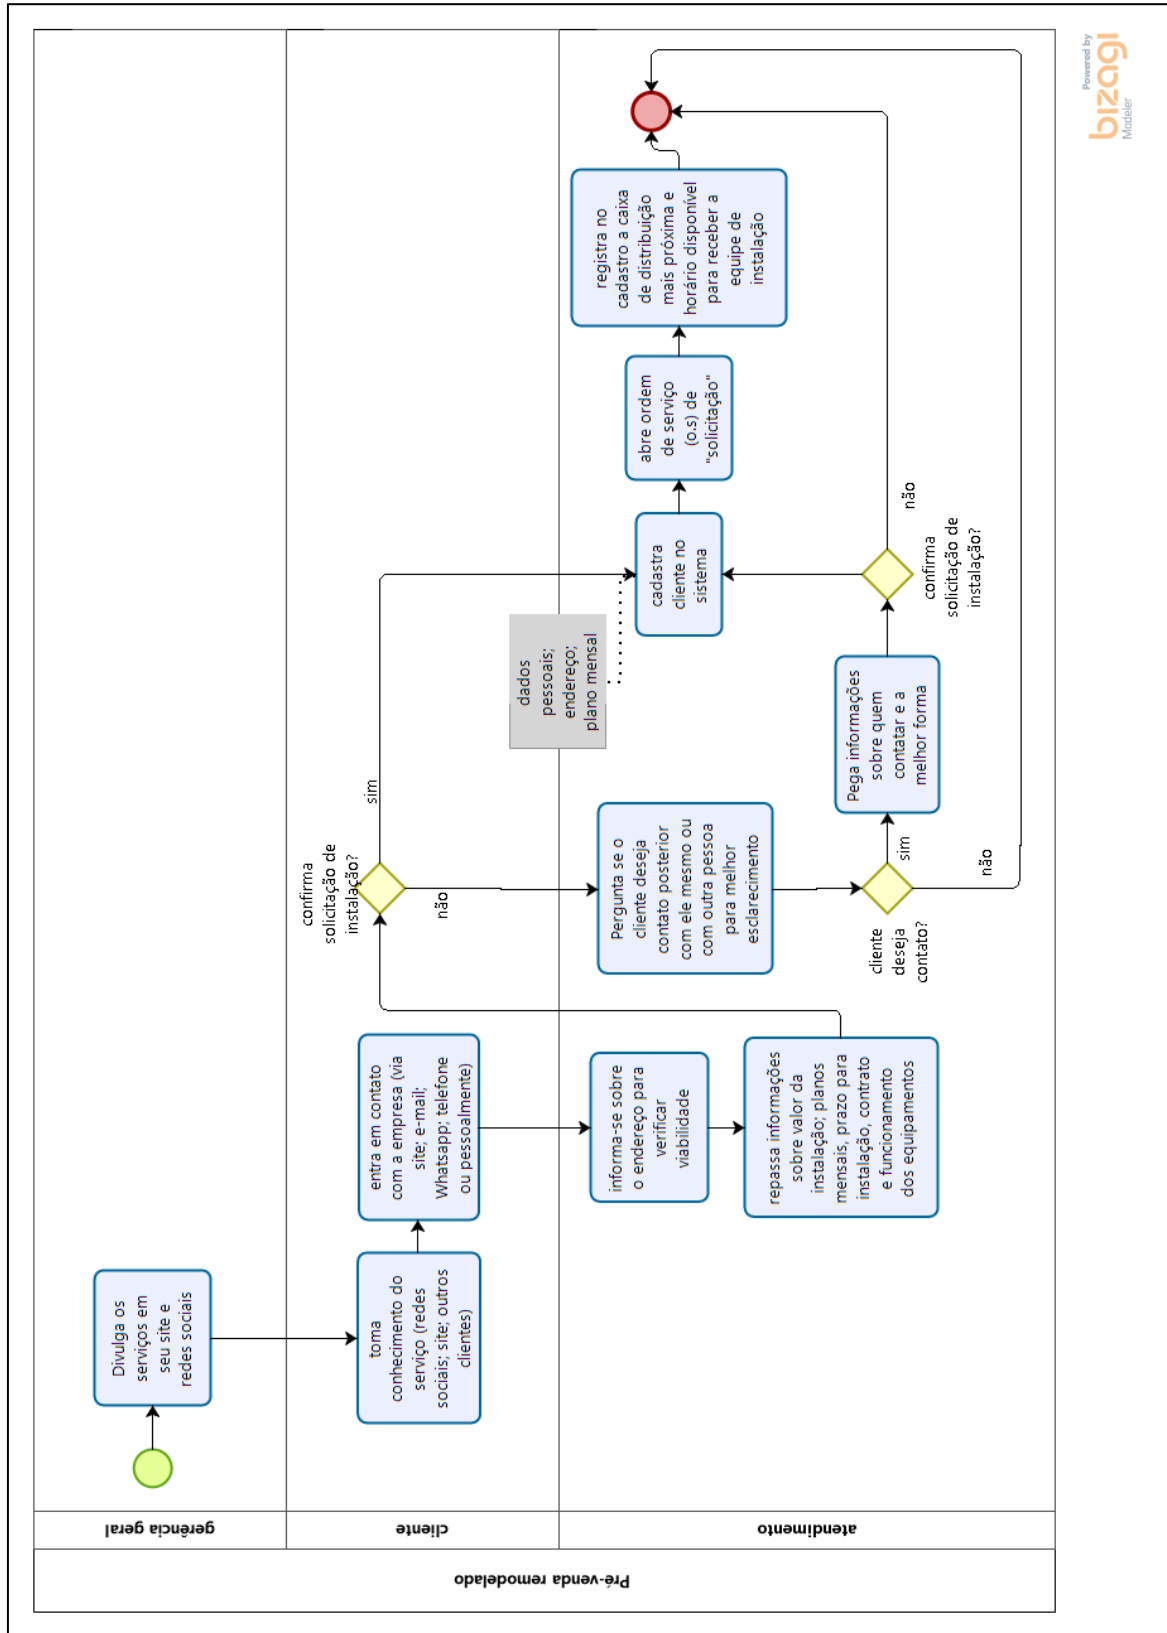 Pré-venda remodelado
gerência geral
cliente
atendimento
Divulga os
serviços em
seu site e
redes sociais
toma
conhecimento do
serviço (redes
sociais; site; outros
clientes)
entra em contato
com a empresa (via
site; e-mail;
Whatsapp; telefone
ou pessoalmente)
informa-se sobre
o endereço para
verificar
viabilidade
repassa informações
sobre valor da
instalação; planos
mensais, prazo para
instalação, contrato
e funcionamento
dos equipamentos
confirma
solicitação de
instalação?
sim
não
Pergunta se o
cliente deseja
contato posterior
com ele mesmo ou
com outra pessoa
para melhor
esclarecimento
cliente
deseja
contato?
sim
não
Pega informações
sobre quem
contatar e a
melhor forma
confirma
solicitação de
instalação?
não
dados
pessoais;
endereço;
plano mensal
cadastra
cliente no
sistema
abre ordem
de serviço
(o.s) de
"solicitação"
registra no
cadastro a caixa
de distribuição
mais próxima e
horário disponível
para receber a
equipe de
instalação
Powered by
bizagi
Modeler